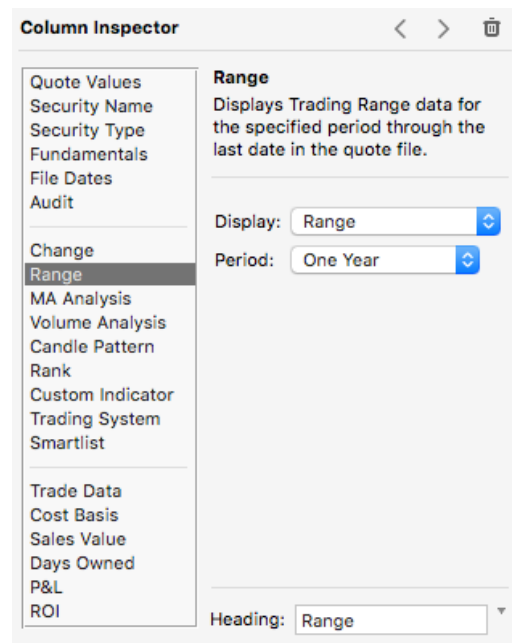 Column Inspector
Quote Values
Security Name
Security Type
Fundamentals
File Dates
Audit
Change
Range
MA Analysis
Volume Analysis
Candle Pattern
Rank
Custom Indicator
Trading System
Smartlist
Trade Data
Cost Basis
Sales Value
Days Owned
P&L
ROI
Range
Displays Trading Range data for
the specified period through the
last date in the quote file.
Display: Range
Period: One Year
Heading: Range